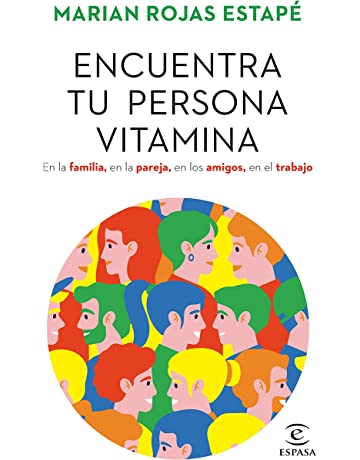 MARIAN ROJAS ESTAPÉ
ENCUENTRA
TU PERSONA
VITAMINA
En la familia, en la pareja, en los amigos, en el trabajo
e
ESPASA